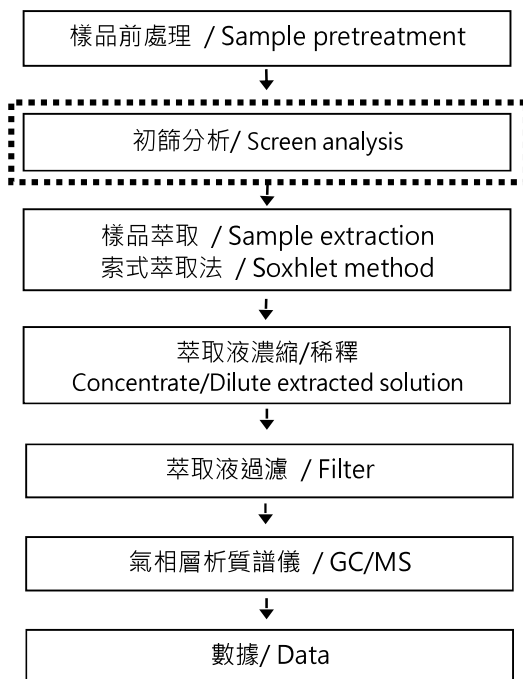 樣品前處理 / Sample pretreatment
初篩分析/ Screen analysis
樣品萃取 / Sample extraction
索式萃取法 / Soxhlet method
萃取液濃縮/稀釋
Concentrate/Dilute extracted solution
萃取液過濾 / Filter
氣相層析質譜儀 / GC/MS
數據/ Data